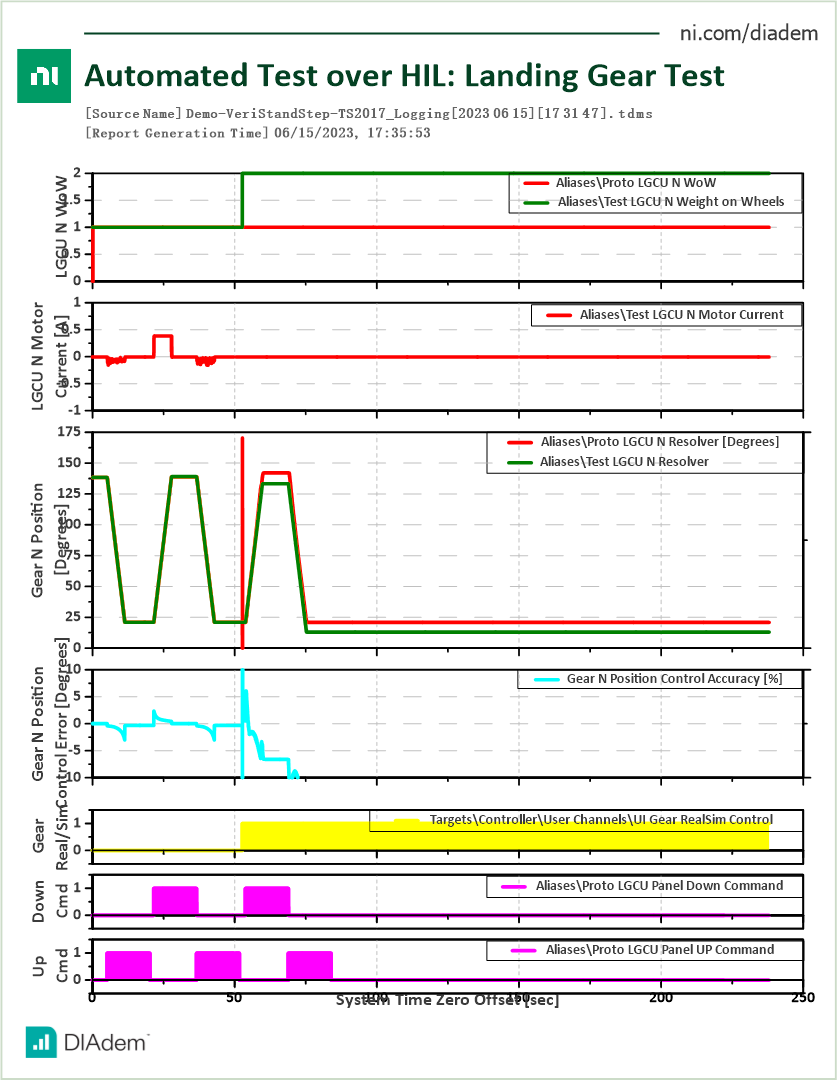 ni.com/diadem
ni
Automated Test over HIL: Landing Gear Test
[Source Name] Demo-VeriStandStep-TS2017_Logging[2023 06 15][17 31 47]. tdms
[Report Generation Time] 06/15/2023, 17:35:53
LGCU N WoW
2
1.5
1
0.5
0
Aliases\Proto LGCU N WoW
Aliases\Test LGCU N Weight on Wheels
LGCU N Motor
Current [A]
1
0.5
0
-0.5
-1
Aliases\Test LGCU N Motor Current
Gear N Position
[Degrees]
175
150
125
100
75
50
25
0
Aliases\Proto LGCU N Resolver [Degrees]
Aliases\Test LGCU N Resolver
Gear N Position
Control Error [Degrees]
10
5
0
-5
-10
Gear N Position Control Accuracy [%]
Gear
Real/Sim
1
0
Targets\Controller\User Channels\UI Gear RealSim Control
Down
Cmd
1
0
Aliases\Proto LGCU Panel Down Command
Up
Cmd
1
0
Aliases\Proto LGCU Panel UP Command
0 50 100 150 200 250
System Time Zero Offset [sec]
DIAdem™